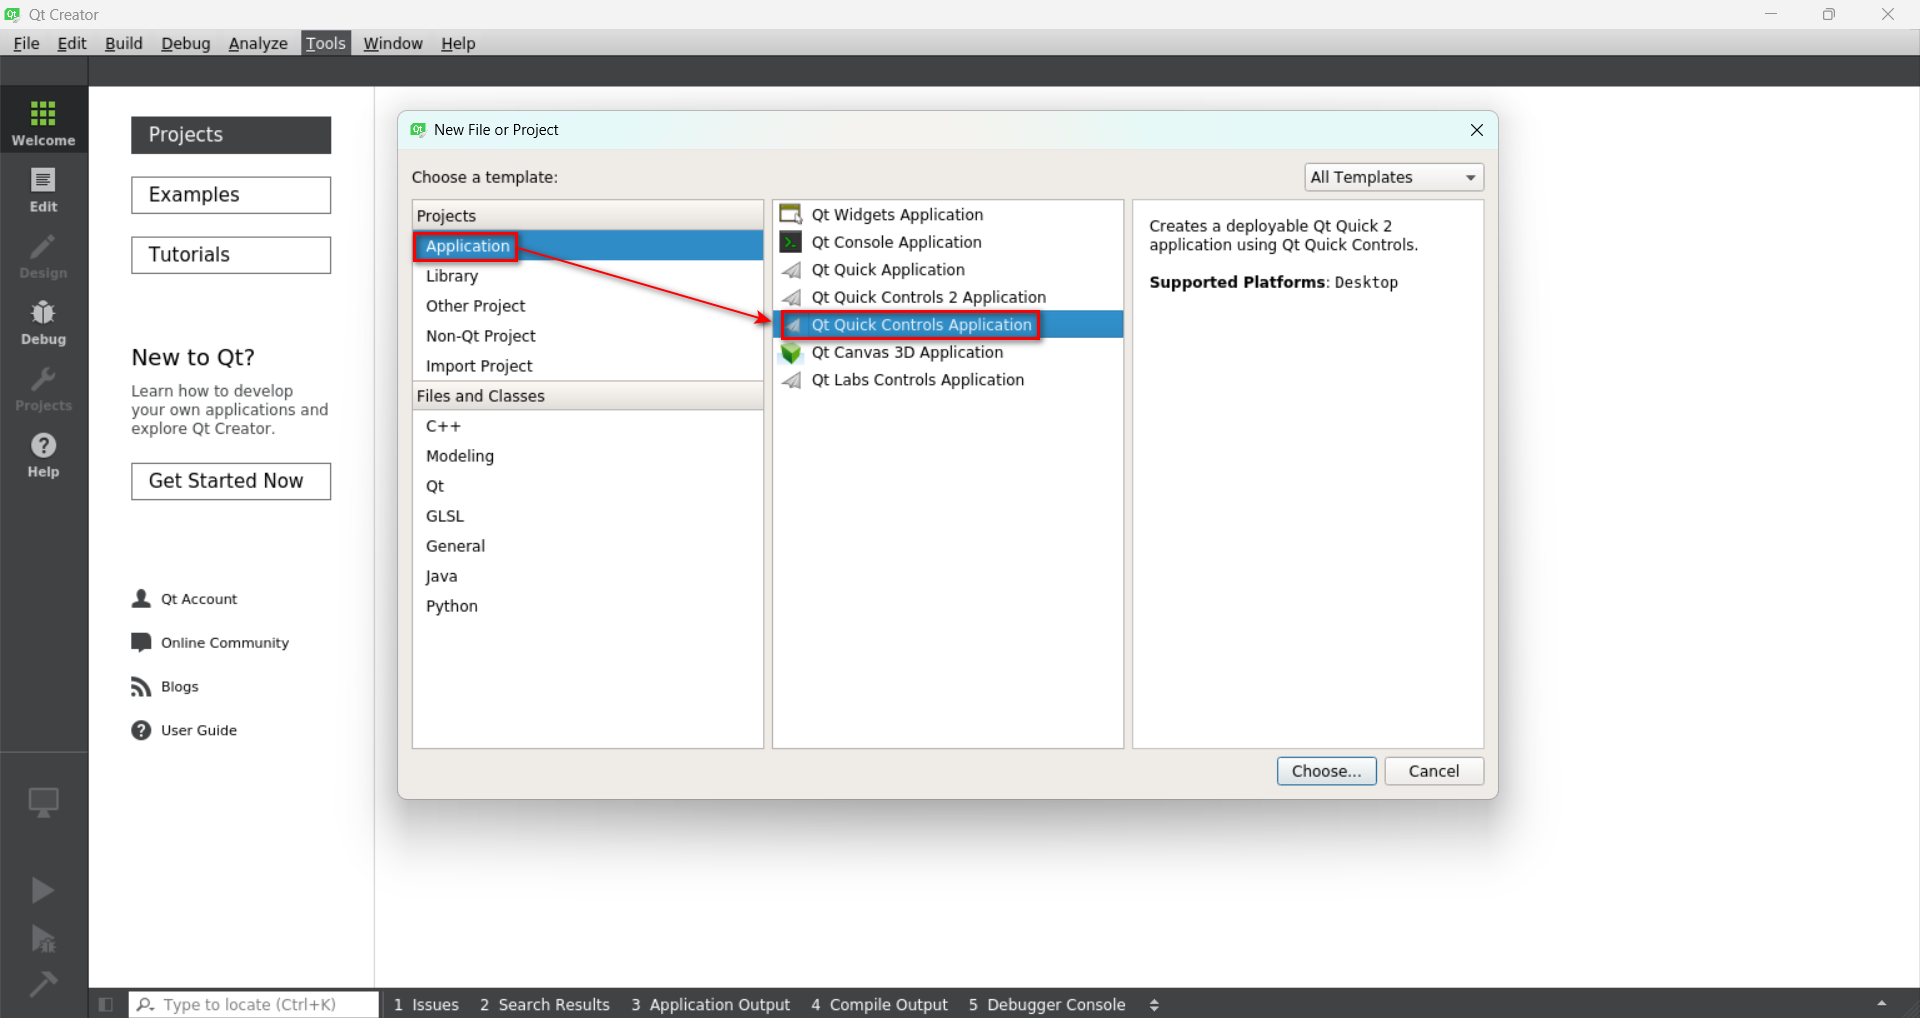 Qt Creator
File Edit Build Debug Analyze Tools Window Help
Welcome
Edit
Design
Debug
Projects
Help
Projects
Examples
Tutorials
New to Qt?
Learn how to develop
your own applications and
explore Qt Creator.
Get Started Now
Qt Account
Online Community
Blogs
User Guide
New File or Project
Choose a template:
All Templates
Projects
Application
Library
Other Project
Non-Qt Project
Import Project
Files and Classes
C++
Modeling
Qt
GLSL
General
Java
Python
Qt Widgets Application
Qt Console Application
Qt Quick Application
Qt Quick Controls 2 Application
Qt Quick Controls Application
Qt Canvas 3D Application
Qt Labs Controls Application
Creates a deployable Qt Quick 2
application using Qt Quick Controls.
Supported Platforms: Desktop
Choose...
Cancel
Type to locate (Ctrl+K)
1 Issues 2 Search Results 3 Application Output 4 Compile Output 5 Debugger Console